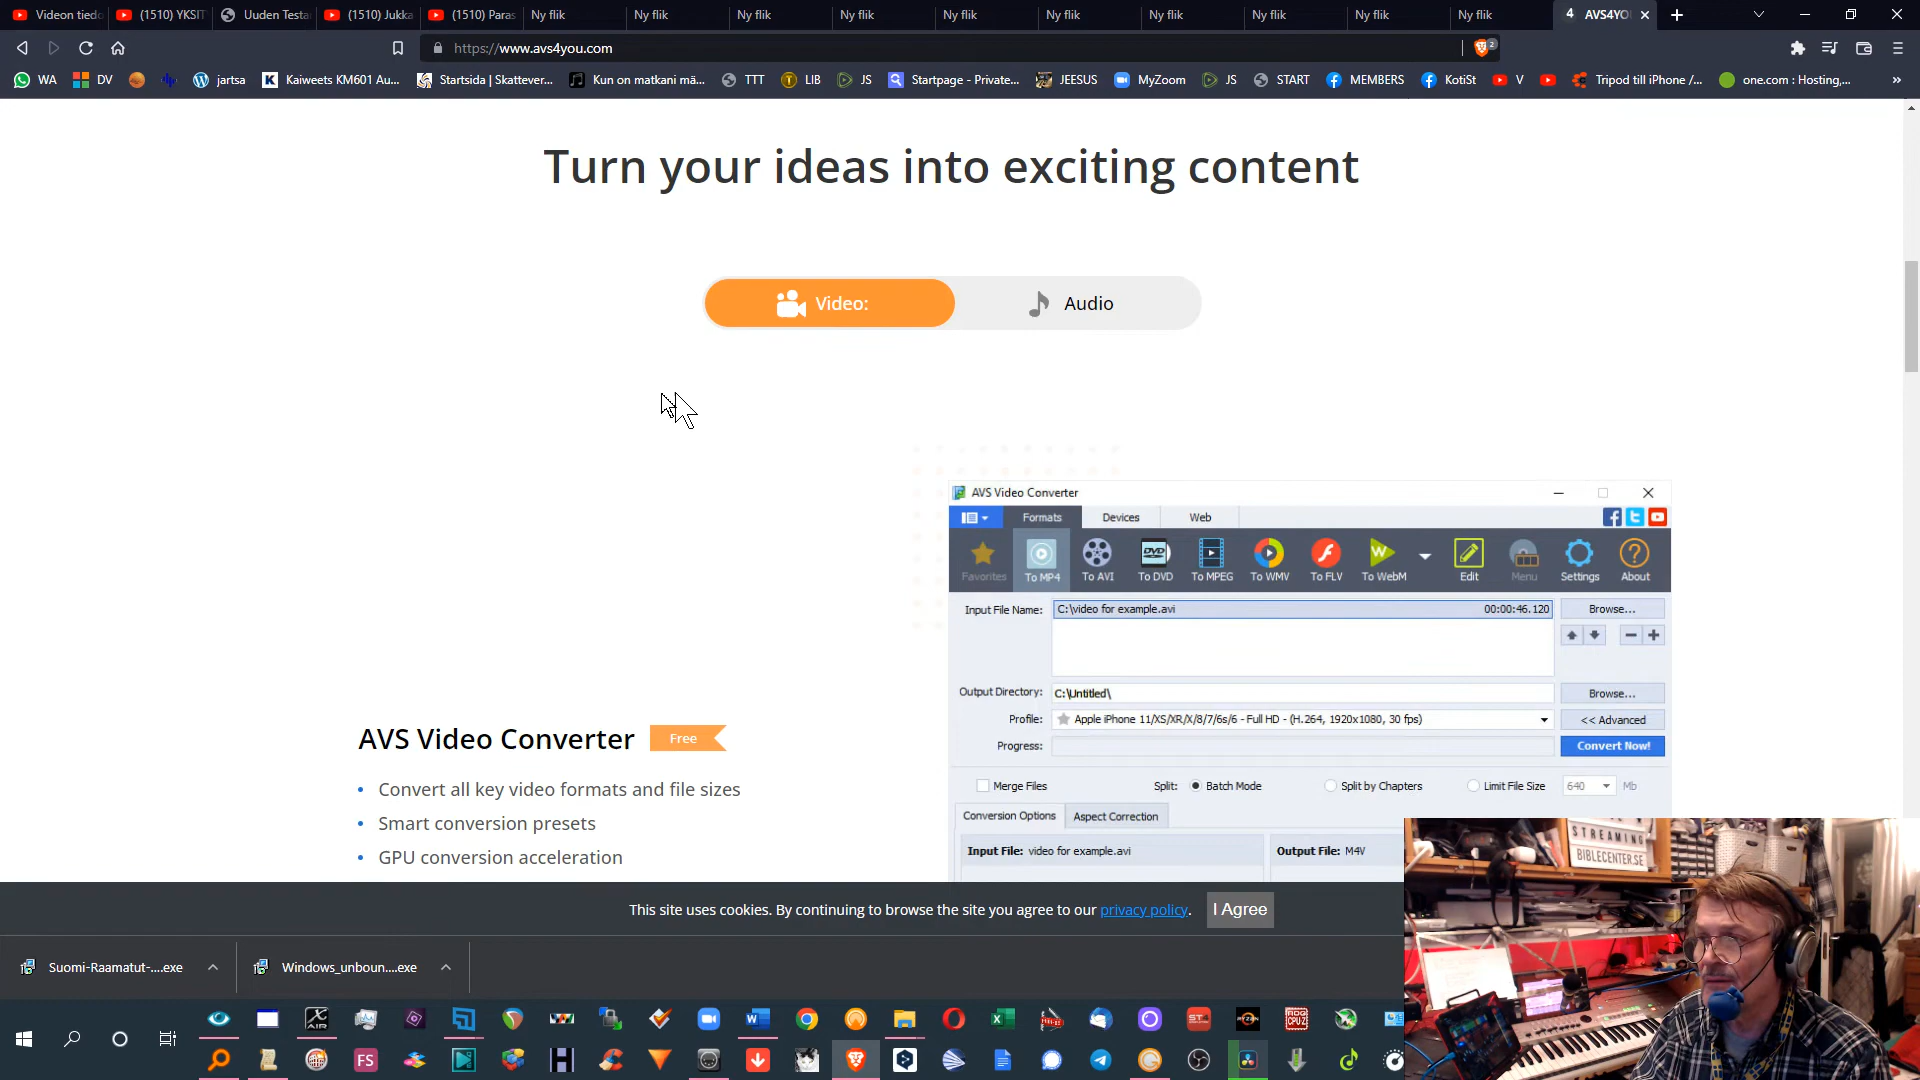 Videon tiedo
(1510) YKSIT
Uuden Testa
(1510) Jukka
(1510) Paras
Ny flik
Ny flik
Ny flik
Ny flik
Ny flik
Ny flik
Ny flik
Ny flik
Ny flik
Ny flik
4 AVS4YO
https://www.avs4you.com
2
WA
DV
jartsa
Kaiweets KM601 Au...
Startsida | Skattever...
Kun on matkani mä...
TTT
LIB
JS
Startpage - Private...
JEESUS
MyZoom
JS
START
MEMBERS
KotiSt
V
Tripod till iPhone /...
one.com : Hosting,...
Turn your ideas into exciting content
Video:
Audio
AVS Video Converter
Formats
Devices
Web
Favorites
To MP4
To AVI
To DVD
To MPEG
To WMV
To FLV
To WebM
Edit
Menu
Settings
About
Input File Name:
C:\video for example.avi
00:00:46.120
Browse...
Output Directory:
C:\Untitled\
Browse...
Profile:
Apple iPhone 11/XS/XR/X/8/7/6s/6 - Full HD - (H.264, 1920x1080, 30 fps)
<< Advanced
Progress:
Convert Now!
Merge Files
Split:
Batch Mode
Split by Chapters
Limit File Size
640
Mb
Conversion Options
Aspect Correction
Input File: video for example.avi
Output File: M4V
AVS Video Converter
Free
Convert all key video formats and file sizes
Smart conversion presets
GPU conversion acceleration
This site uses cookies. By continuing to browse the site you agree to our privacy policy.
I Agree
Suomi-Raamatut-....exe
Windows_unboun....exe
STREAMING
BIBLECENTER.SE